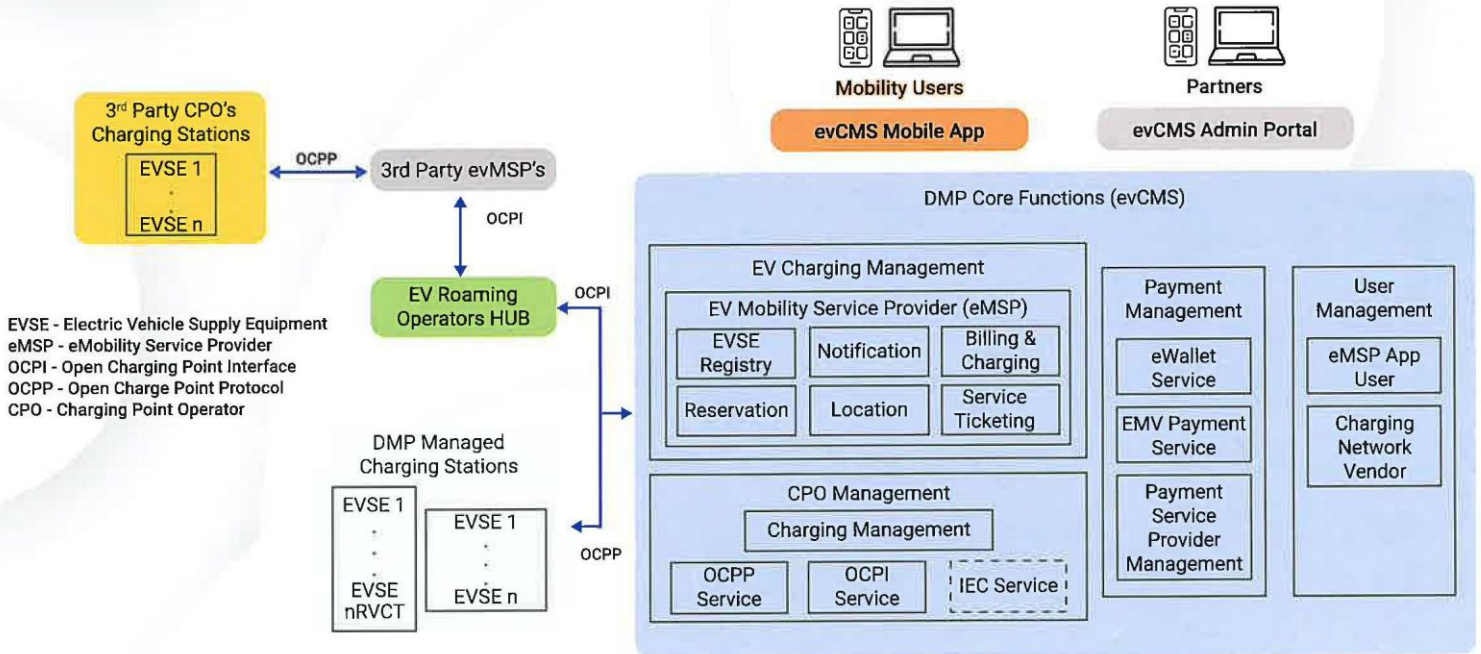 Mobility Users
Partners
evCMS Mobile App
evCMS Admin Portal
3rd Party CPO's
Charging Stations
EVSE 1
.
.
EVSE n
OCPP
3rd Party evMSP's
OCPI
EV Roaming
Operators HUB
OCPI
EVSE - Electric Vehicle Supply Equipment
eMSP - eMobility Service Provider
OCPI - Open Charging Point Interface
OCPP - Open Charge Point Protocol
CPO - Charging Point Operator
DMP Managed
Charging Stations
EVSE 1
.
.
.
EVSE
nRVCT
EVSE 1
.
.
.
EVSE n
OCPP
DMP Core Functions (evCMS)
EV Charging Management
EV Mobility Service Provider (eMSP)
EVSE
Registry
Notification
Billing &
Charging
Reservation
Location
Service
Ticketing
CPO Management
Charging Management
OCPP
Service
OCPI
Service
IEC Service
Payment
Management
eWallet
Service
EMV Payment
Service
Payment
Service
Provider
Management
User
Management
eMSP App
User
Charging
Network
Vendor